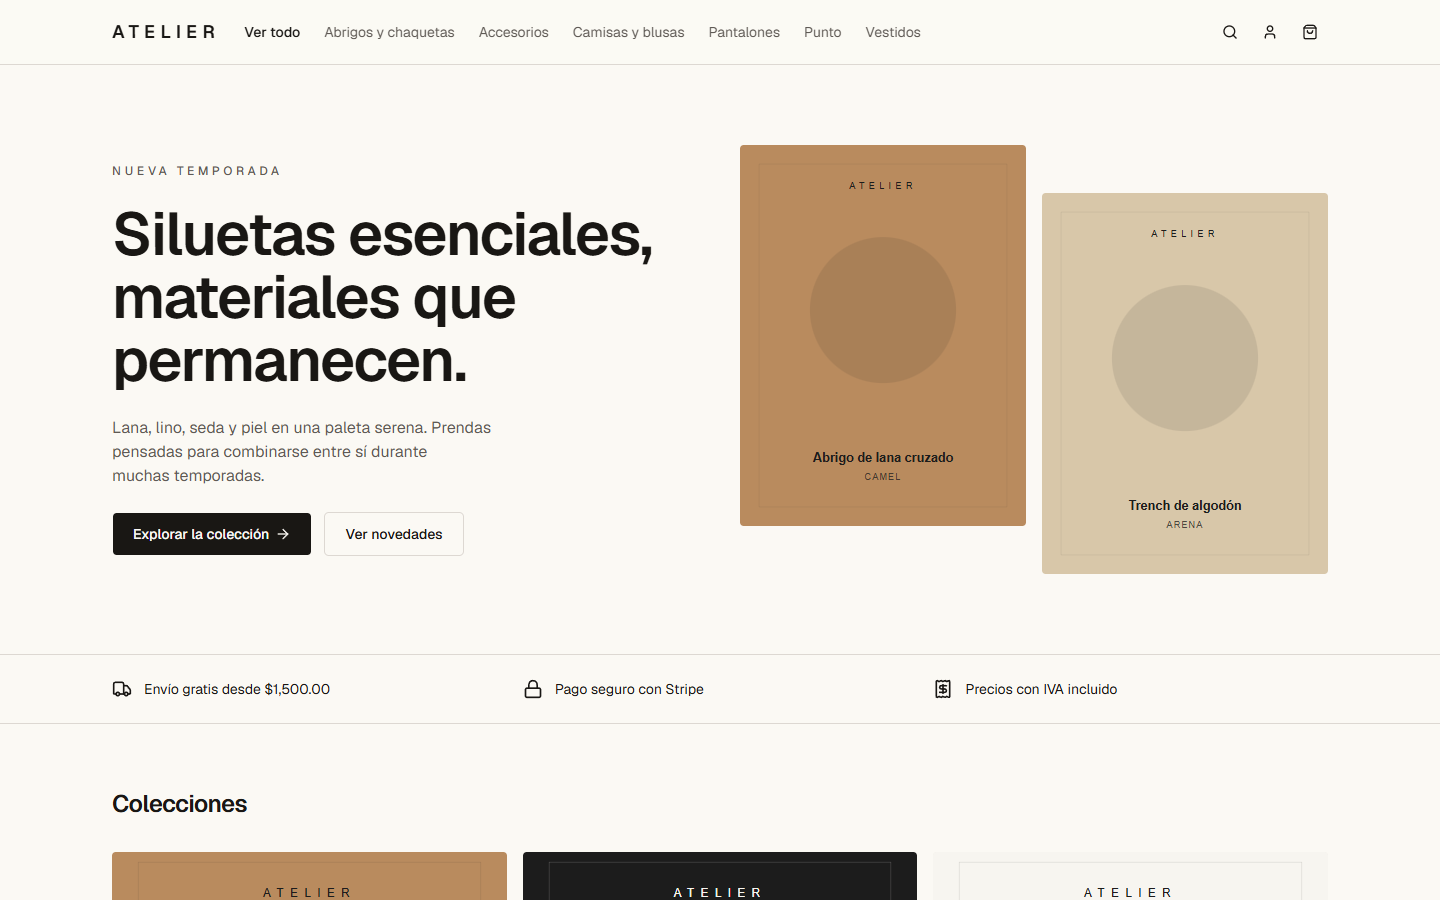 ATELIER
Ver todo
Abrigos y chaquetas
Accesorios
Camisas y blusas
Pantalones
Punto
Vestidos
NUEVA TEMPORADA
Siluetas esenciales,
materiales que
permanecen.
Lana, lino, seda y piel en una paleta serena. Prendas
pensadas para combinarse entre sí durante
muchas temporadas.
Explorar la colección →
Ver novedades
ATELIER
Abrigo de lana cruzado
CAMEL
ATELIER
Trench de algodón
ARENA
Envío gratis desde $1,500.00
Pago seguro con Stripe
Precios con IVA incluido
Colecciones
ATELIER
ATELIER
ATELIER